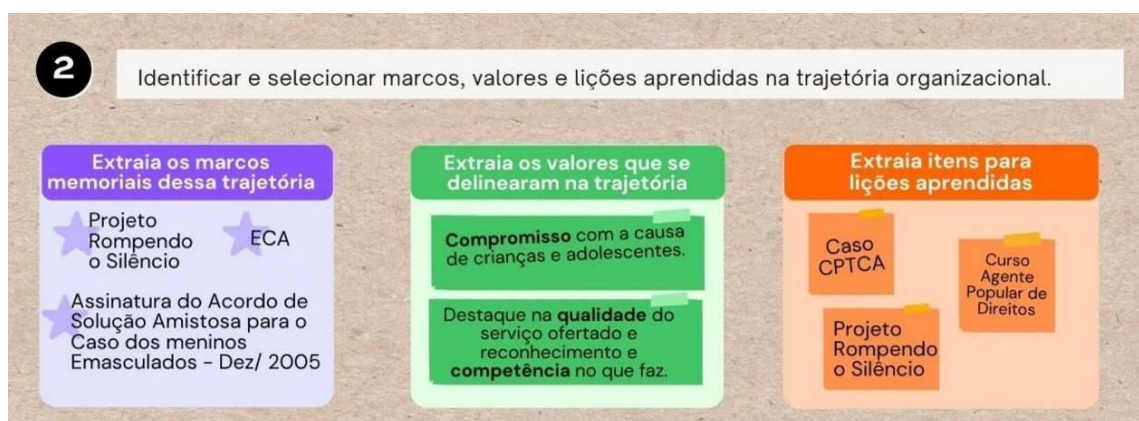 2
Identificar e selecionar marcos, valores e lições aprendidas na trajetória organizacional.
Extraia os marcos
memoriais dessa trajetória
Projeto
Rompendo
o Silêncio
ECA
Assinatura do Acordo de
Solução Amistosa para o
Caso dos meninos
Emasculados - Dez/ 2005
Extraia os valores que se
delinearam na trajetória
Compromisso com a causa
de crianças e adolescentes.
Destaque na qualidade do
serviço ofertado e
reconhecimento e
competência no que faz.
Extraia itens para
lições aprendidas
Caso
CPTCA
Curso
Agente
Popular de
Direitos
Projeto
Rompendo
o Silêncio